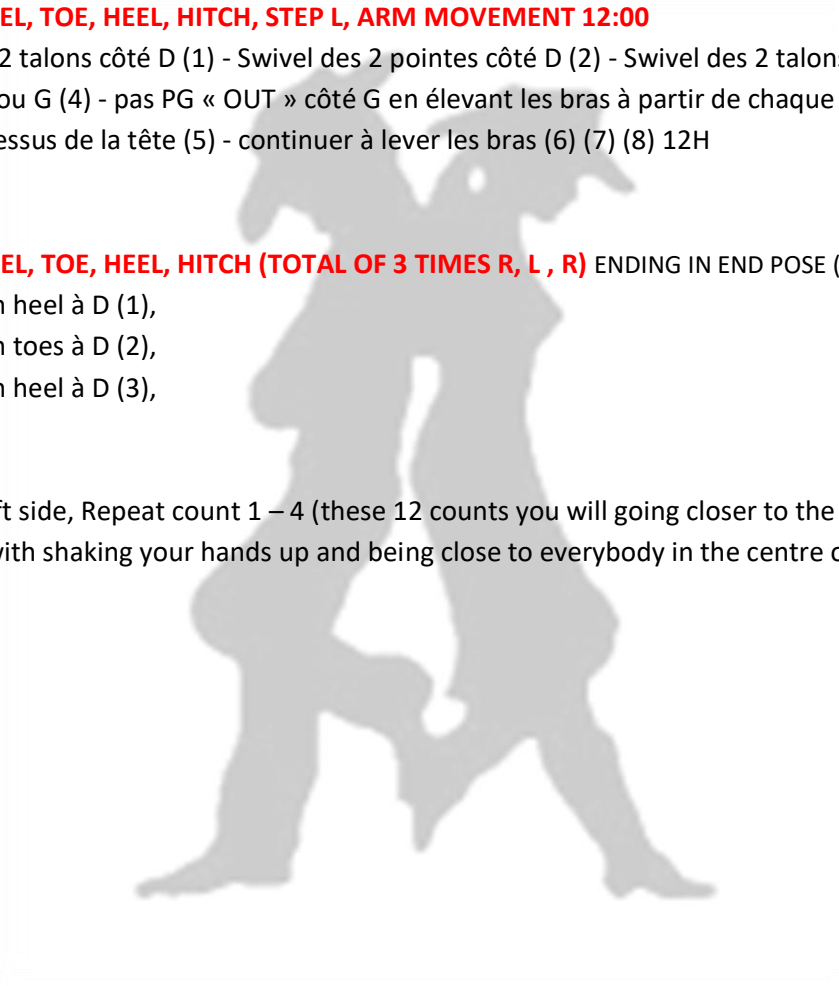 EL, TOE, HEEL, HITCH, STEP L, ARM MOVEMENT 12:00
2 talons côté D (1) - Swivel des 2 pointes côté D (2) - Swivel des 2 talon
ou G (4) - pas PG « OUT » côté G en élevant les bras à partir de chaque
essus de la tête (5) - continuer à lever les bras (6) (7) (8) 12H
EL, TOE, HEEL, HITCH (TOTAL OF 3 TIMES R, L , R) ENDING IN END POSE (
n heel à D (1),
n toes à D (2),
n heel à D (3),
ft side, Repeat count 1 – 4 (these 12 counts you will going closer to the
with shaking your hands up and being close to everybody in the centre